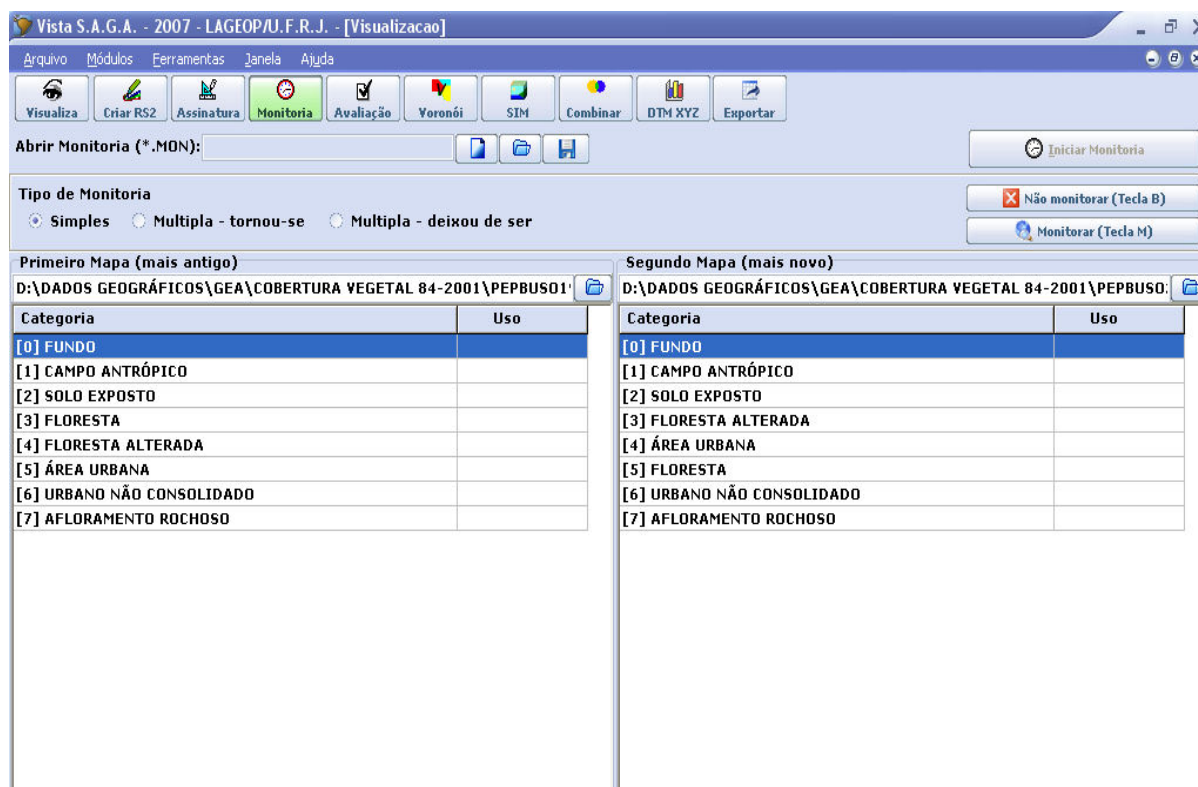 Vista S.A.G.A. - 2007 - LAGEOP/U.F.R.J. - [Visualizacao]
Arquivo Módulos Ferramentas Janela Ajuda
Visualiza Criar RS2 Assinatura Monitoria Avaliação Voronói SIM Combinar DTM XYZ Exportar
Abrir Monitoria (*.MON): Iniciar Monitoria
Tipo de Monitoria
Simples Multipla - tornou-se Multipla - deixou de ser
Não monitorar (Tecla B)
Monitorar (Tecla M)
Primeiro Mapa (mais antigo)
D:\DADOS GEOGRÁFICOS\GEA\COBERTURA VEGETAL 84-2001\PEPBUSO1
Categoria Uso
[0] FUNDO
[1] CAMPO ANTRÓPICO
[2] SOLO EXPOSTO
[3] FLORESTA
[4] FLORESTA ALTERADA
[5] ÁREA URBANA
[6] URBANO NÃO CONSOLIDADO
[7] AFLORAMENTO ROCHOSO
Segundo Mapa (mais novo)
D:\DADOS GEOGRÁFICOS\GEA\COBERTURA VEGETAL 84-2001\PEPBUSO
Categoria Uso
[0] FUNDO
[1] CAMPO ANTRÓPICO
[2] SOLO EXPOSTO
[3] FLORESTA ALTERADA
[4] ÁREA URBANA
[5] FLORESTA
[6] URBANO NÃO CONSOLIDADO
[7] AFLORAMENTO ROCHOSO